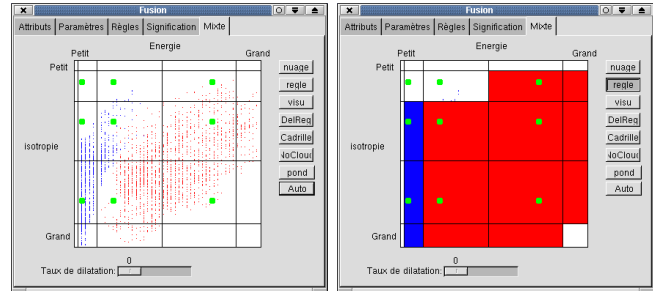 Fusion
Attributs Paramètres Règles Signification Mixte
Energie
Petit Grand
Petit
isotropie
Grand
nuage
regle
visu
DelReg
Cadrille
NoCloud
pond
Auto
0
Taux de dilatation:
Fusion
Attributs Paramètres Règles Signification Mixte
Energie
Petit Grand
Petit
isotropie
Grand
nuage
regle
visu
DelReg
Cadrille
NoCloud
pond
Auto
0
Taux de dilatation: